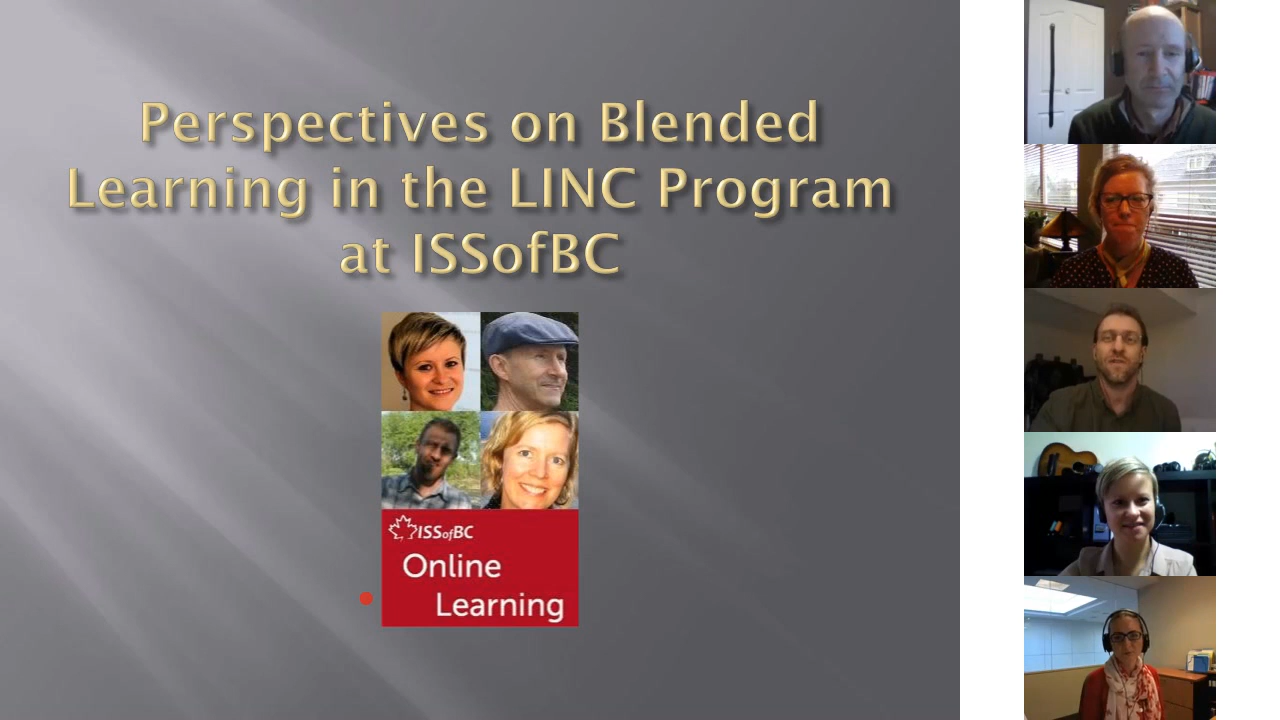 Perspectives on Blended
Learning in the LINC Program
at ISSofBC
ISSofBC
Online
Learning